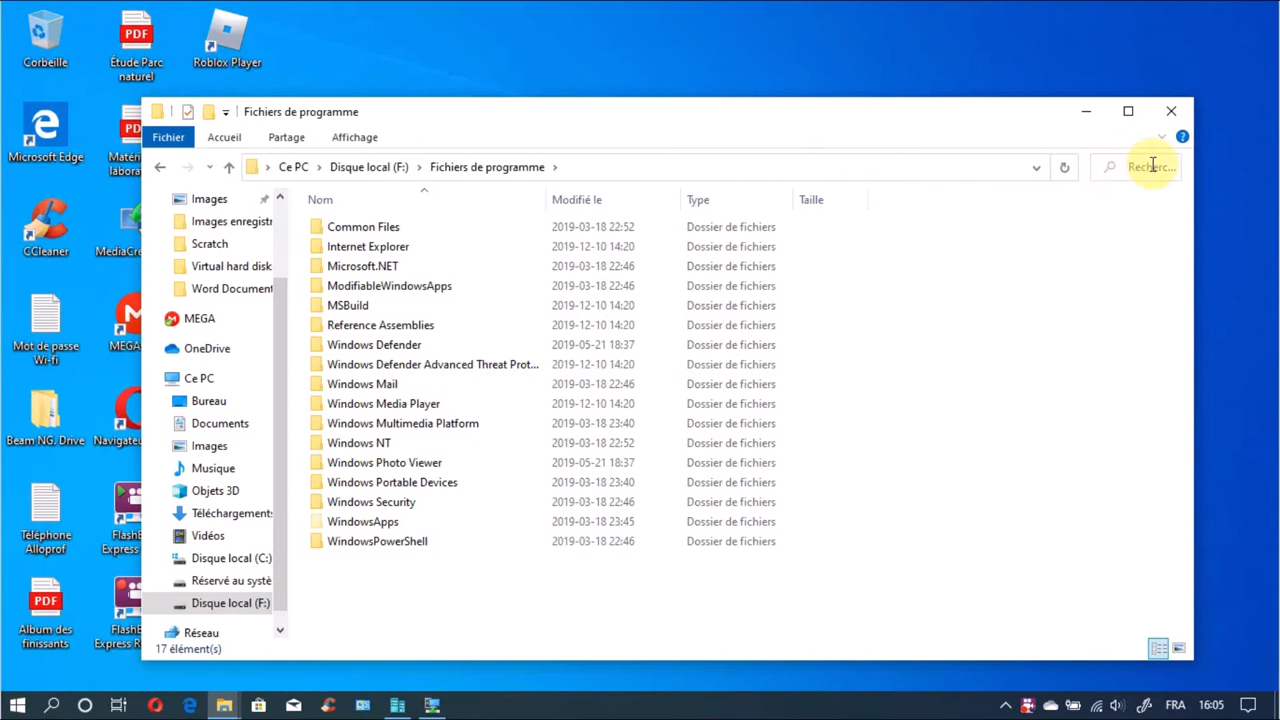 Corbeille
PDF
Étude Parc
naturel
Roblox Player
Microsoft Edge
PDF
Matéri
labora
CCleaner
MediaCre
Mot de passe
Wi-fi
MEGA
Beam NG. Drive
Navigateu
Téléphone
Alloprof
FlashB
Express
PDF
Album des
finissants
FlashB
Express R
Fichiers de programme
Fichier
Accueil
Partage
Affichage
Ce PC
Disque local (F:)
Fichiers de programme
Recherc...
Images
Images enregistr
Scratch
Virtual hard disk
Word Document
MEGA
OneDrive
Ce PC
Bureau
Documents
Images
Musique
Objets 3D
Téléchargements
Vidéos
Disque local (C:)
Réservé au systè
Disque local (F:)
Réseau
Nom Modifié le Type Taille
Common Files 2019-03-18 22:52 Dossier de fichiers
Internet Explorer 2019-12-10 14:20 Dossier de fichiers
Microsoft.NET 2019-03-18 22:46 Dossier de fichiers
ModifiableWindowsApps 2019-03-18 22:46 Dossier de fichiers
MSBuild 2019-12-10 14:20 Dossier de fichiers
Reference Assemblies 2019-12-10 14:20 Dossier de fichiers
Windows Defender 2019-05-21 18:37 Dossier de fichiers
Windows Defender Advanced Threat Prot... 2019-12-10 14:20 Dossier de fichiers
Windows Mail 2019-03-18 22:46 Dossier de fichiers
Windows Media Player 2019-12-10 14:20 Dossier de fichiers
Windows Multimedia Platform 2019-03-18 23:40 Dossier de fichiers
Windows NT 2019-03-18 22:52 Dossier de fichiers
Windows Photo Viewer 2019-05-21 18:37 Dossier de fichiers
Windows Portable Devices 2019-03-18 23:40 Dossier de fichiers
Windows Security 2019-03-18 22:46 Dossier de fichiers
WindowsApps 2019-03-18 23:45 Dossier de fichiers
WindowsPowerShell 2019-03-18 22:46 Dossier de fichiers
17 élément(s)
FRA
16:05